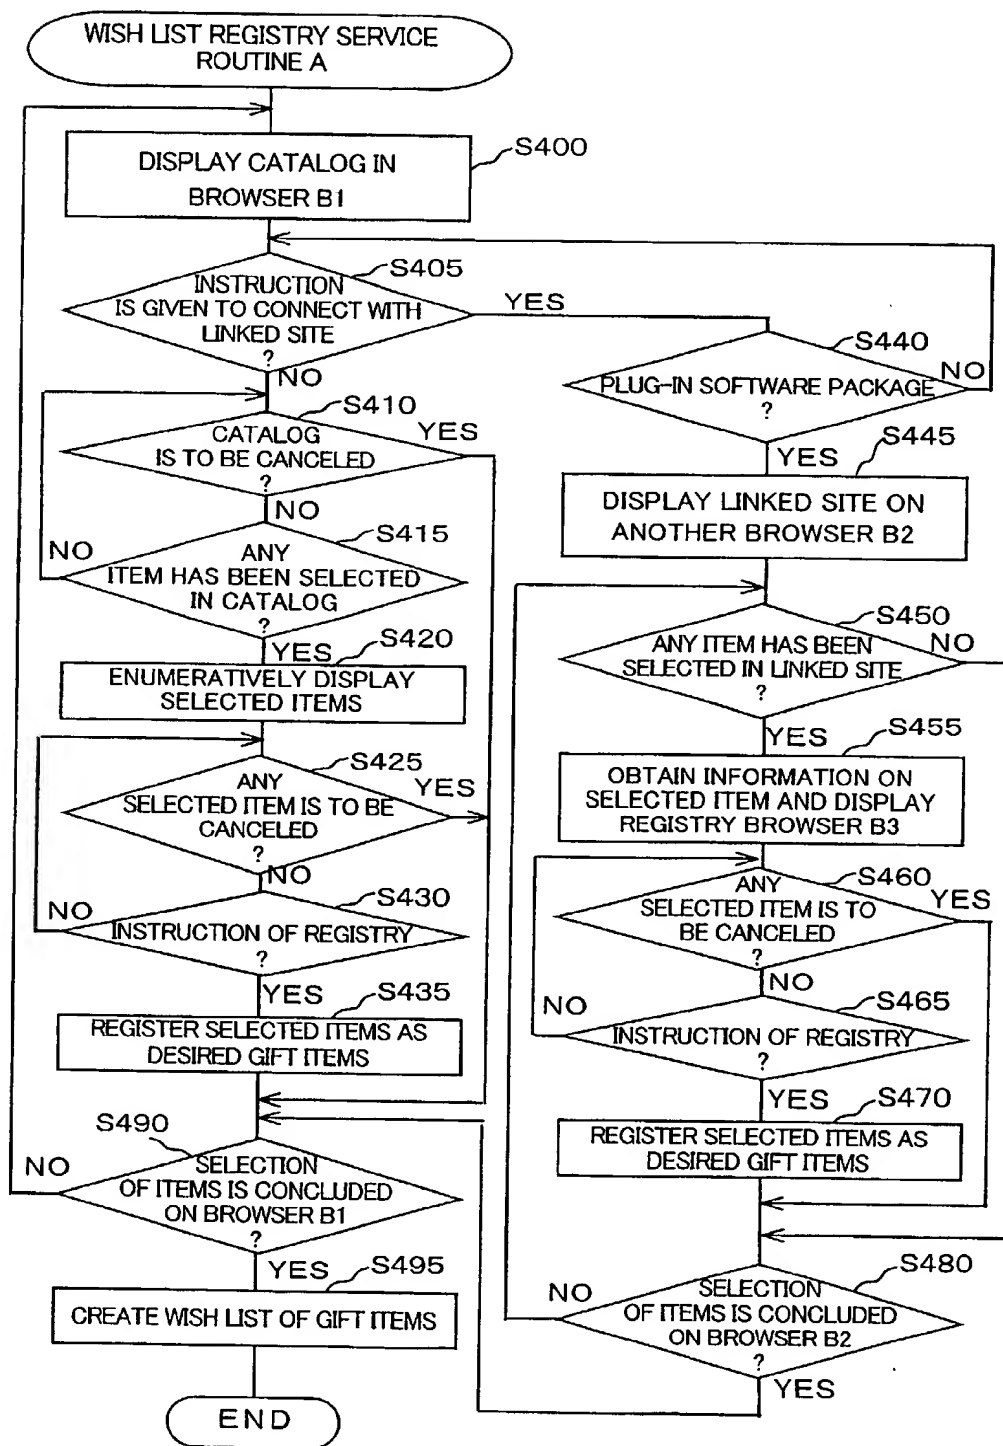 WISH LIST REGISTRY SERVICE
ROUTINE A
S400
DISPLAY CATALOG IN
BROWSER B1
S405
INSTRUCTION
IS GIVEN TO CONNECT WITH
LINKED SITE
?
YES
NO
S410
CATALOG
IS TO BE CANCELED
?
YES
NO
S415
ANY
ITEM HAS BEEN SELECTED
IN CATALOG
?
NO
YES
S420
ENUMERATIVELY DISPLAY
SELECTED ITEMS
S425
ANY
SELECTED ITEM IS TO BE
CANCELED
?
YES
NO
S430
INSTRUCTION OF REGISTRY
?
NO
YES
S435
REGISTER SELECTED ITEMS AS
DESIRED GIFT ITEMS
S490
SELECTION
OF ITEMS IS CONCLUDED
ON BROWSER B1
?
NO
YES
S495
CREATE WISH LIST OF GIFT ITEMS
END
S440
PLUG-IN SOFTWARE PACKAGE
?
NO
YES
S445
DISPLAY LINKED SITE ON
ANOTHER BROWSER B2
S450
ANY ITEM HAS BEEN
SELECTED IN LINKED SITE
?
NO
YES
S455
OBTAIN INFORMATION ON
SELECTED ITEM AND DISPLAY
REGISTRY BROWSER B3
S460
ANY
SELECTED ITEM IS TO
BE CANCELED
?
YES
NO
S465
INSTRUCTION OF REGISTRY
?
NO
YES
S470
REGISTER SELECTED ITEMS AS
DESIRED GIFT ITEMS
S480
SELECTION
OF ITEMS IS CONCLUDED
ON BROWSER B2
?
NO
YES